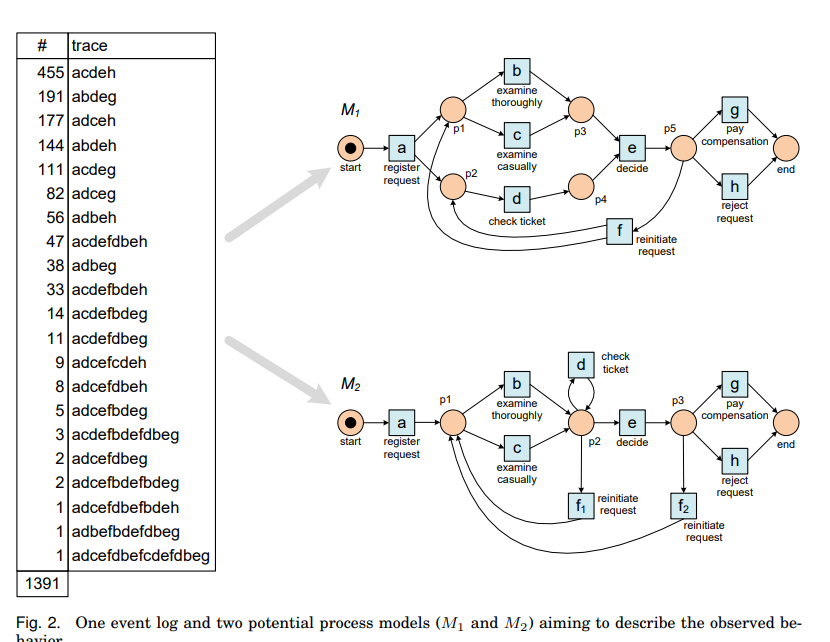 # trace
455 acdeh
191 abdeg
177 adceh
144 abdeh
111 acdeg
82 adceg
56 adbeh
47 acdefdbeh
38 adbeg
33 acdefbdeh
14 acdefbdeg
11 acdefdbeg
9 adcefcdeh
8 adcefdbeh
5 adcefbdeg
3 acdefbdefdbeg
2 adcefdbeg
2 adcefbdefbdeg
1 adcefdbefbdeh
1 adbefbdefdbeg
1 adcefdbefcdefdbeg
1391
M1
start
a
register
request
p1
p2
b
examine
thoroughly
c
examine
casually
d
check ticket
p3
p4
e
decide
p5
f
reinitiate
request
g
pay
compensation
h
reject
request
end
M2
start
a
register
request
p1
b
examine
thoroughly
c
examine
casually
d
check
ticket
p2
e
decide
p3
f1
reinitiate
request
f2
reinitiate
request
g
pay
compensation
h
reject
request
end
Fig. 2. One event log and two potential process models (M1 and M2) aiming to describe the observed be-